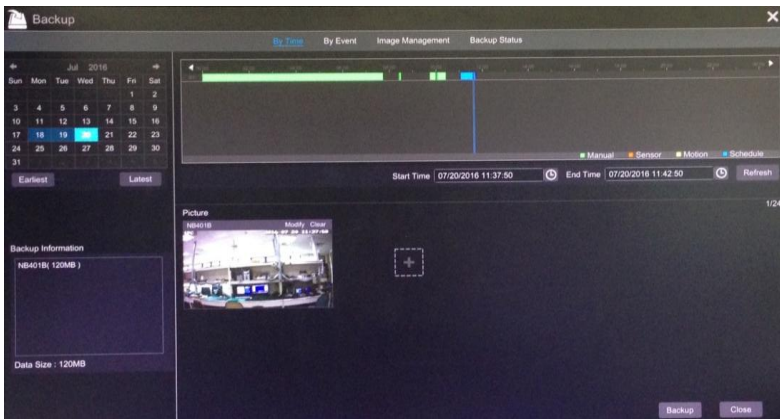 Backup
By Time By Event Image Management Backup Status
Jul 2016
Sun Mon Tue Wed Thu Fri Sat
1 2
3 4 5 6 7 8 9
10 11 12 13 14 15 16
17 18 19 20 21 22 23
24 25 26 27 28 29 30
31
Earliest Latest
Manual Sensor Motion Schedule
Start Time 07/20/2016 11:37:50 End Time 07/20/2016 11:42:50 Refresh
1/24
Picture
NB401B Modify Clear
Backup Information
NB401B( 120MB )
Data Size : 120MB
Backup Close